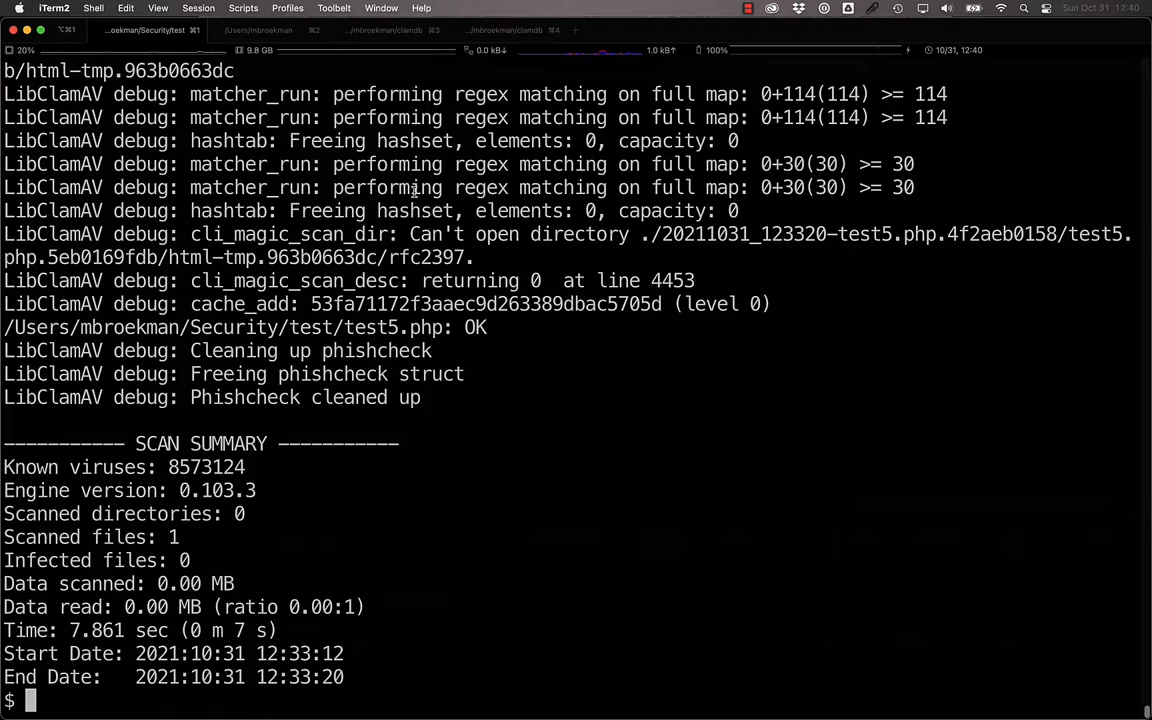 iTerm2 Shell Edit View Session Scripts Profiles Toolbelt Window Help Sun Oct 31 12:40
⌥⌘1 ...oekman/Security/test ⌘1 /Users/mbroekman ⌘2 .../mbroekman/clamdb ⌘3 .../mbroekman/clamdb ⌘4 +
20% 9.8 GB 0.0 kB↓ 1.0 kB↑ 100% 10/31, 12:40
b/html-tmp.963b0663dc
LibClamAV debug: matcher_run: performing regex matching on full map: 0+114(114) >= 114
LibClamAV debug: matcher_run: performing regex matching on full map: 0+114(114) >= 114
LibClamAV debug: hashtab: Freeing hashset, elements: 0, capacity: 0
LibClamAV debug: matcher_run: performing regex matching on full map: 0+30(30) >= 30
LibClamAV debug: matcher_run: performing regex matching on full map: 0+30(30) >= 30
LibClamAV debug: hashtab: Freeing hashset, elements: 0, capacity: 0
LibClamAV debug: cli_magic_scan_dir: Can't open directory ./20211031_123320-test5.php.4f2aeb0158/test5.
php.5eb0169fdb/html-tmp.963b0663dc/rfc2397.
LibClamAV debug: cli_magic_scan_desc: returning 0  at line 4453
LibClamAV debug: cache_add: 53fa71172f3aaec9d263389dbac5705d (level 0)
/Users/mbroekman/Security/test/test5.php: OK
LibClamAV debug: Cleaning up phishcheck
LibClamAV debug: Freeing phishcheck struct
LibClamAV debug: Phishcheck cleaned up
----------- SCAN SUMMARY -----------
Known viruses: 8573124
Engine version: 0.103.3
Scanned directories: 0
Scanned files: 1
Infected files: 0
Data scanned: 0.00 MB
Data read: 0.00 MB (ratio 0.00:1)
Time: 7.861 sec (0 m 7 s)
Start Date: 2021:10:31 12:33:12
End Date:   2021:10:31 12:33:20
$